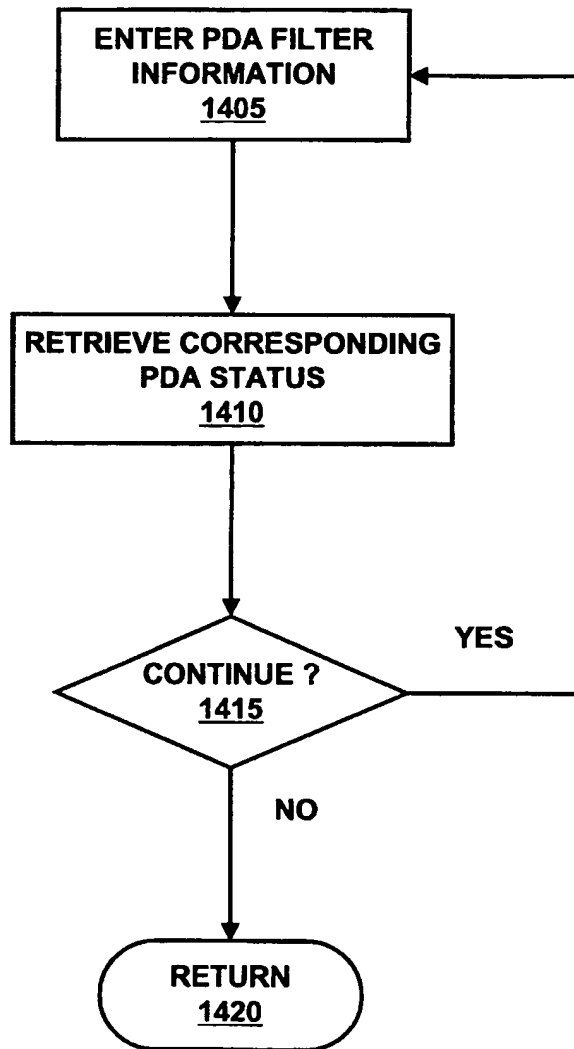 ENTER PDA FILTER
INFORMATION
1405
RETRIEVE CORRESPONDING
PDA STATUS
1410
YES
CONTINUE ?
1415
NO
RETURN
1420